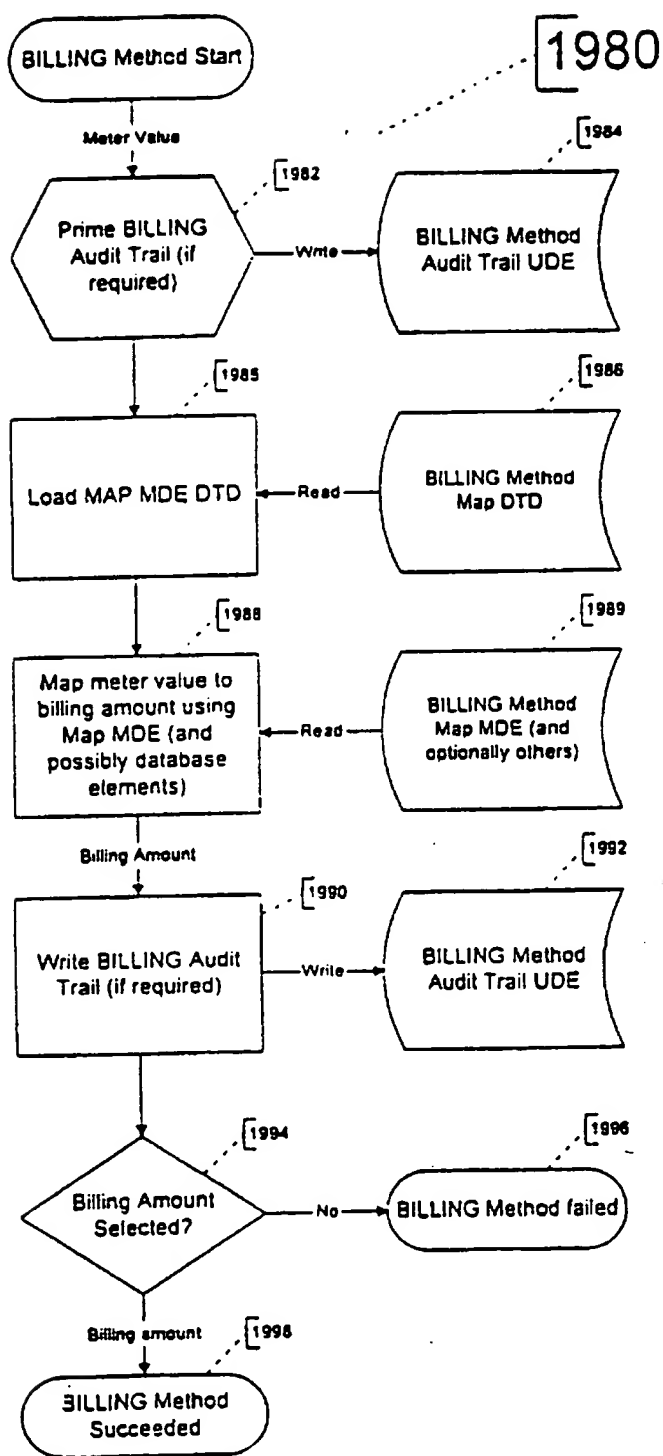 BILLING Method Start
1980
Meter Value
1982
1984
Prime BILLING
Audit Trail (if
required)
Write
BILLING Method
Audit Trail UDE
1985
1986
Load MAP MDE DTD
Read
BILLING Method
Map DTD
1988
1989
Map meter value to
billing amount using
Map MDE (and
possibly database
elements)
Read
BILLING Method
Map MDE (and
optionally others)
Billing Amount
1990
1992
Write BILLING Audit
Trail (if required)
Write
BILLING Method
Audit Trail UDE
1994
1996
Billing Amount
Selected?
No
BILLING Method failed
Billing amount
1998
BILLING Method
Succeeded